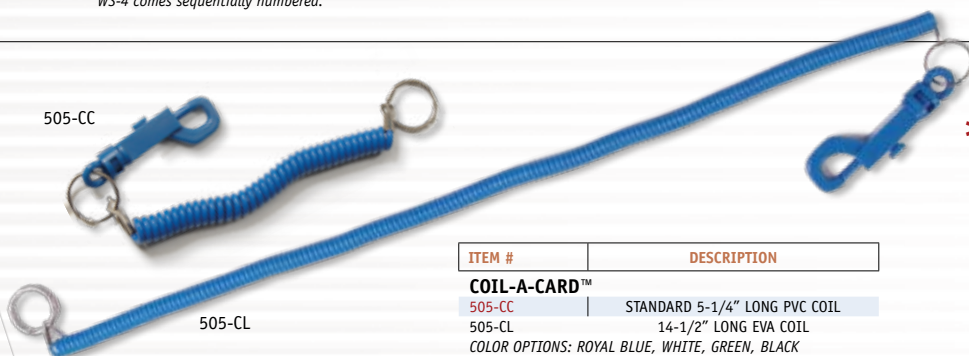 WS-4 comes sequentially numbered.
505-CC
505-CL
ITEM # DESCRIPTION
COIL-A-CARD™
505-CC STANDARD 5-1/4" LONG PVC COIL
505-CL 14-1/2" LONG EVA COIL
COLOR OPTIONS: ROYAL BLUE, WHITE, GREEN, BLACK